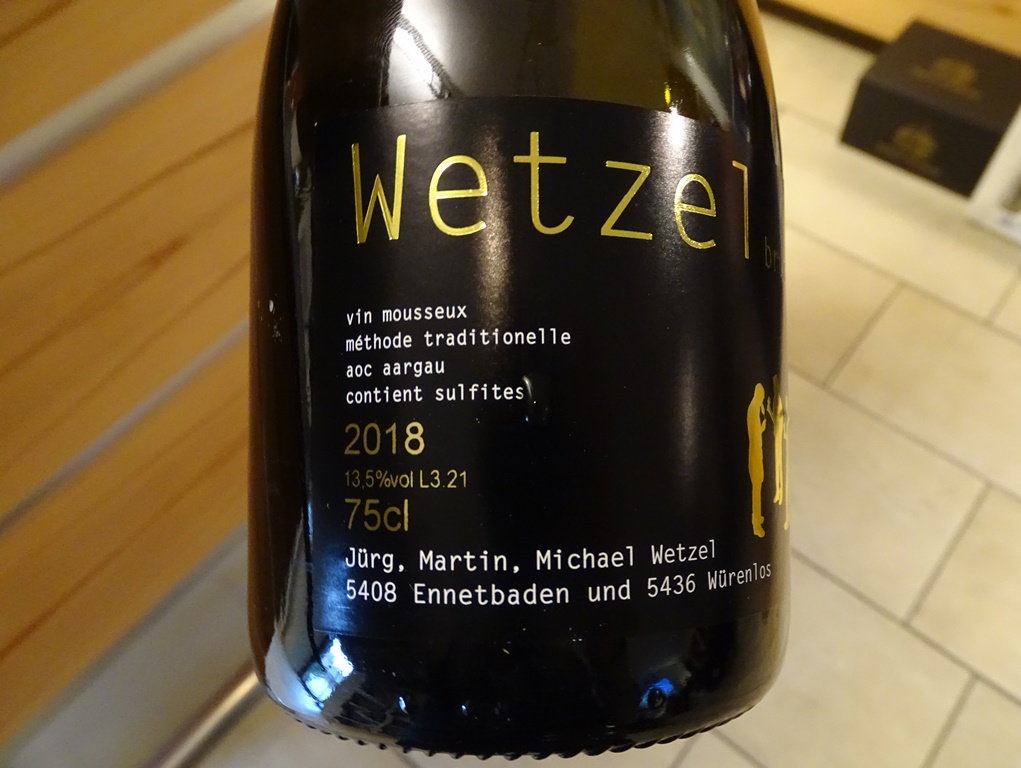 Wetzel
vin mousseux
méthode traditionelle
aoc aargau
contient sulfites
2018
13,5%vol L3.21
75cl
Jürg, Martin, Michael Wetzel
5408 Ennetbaden und 5436 Würenlos